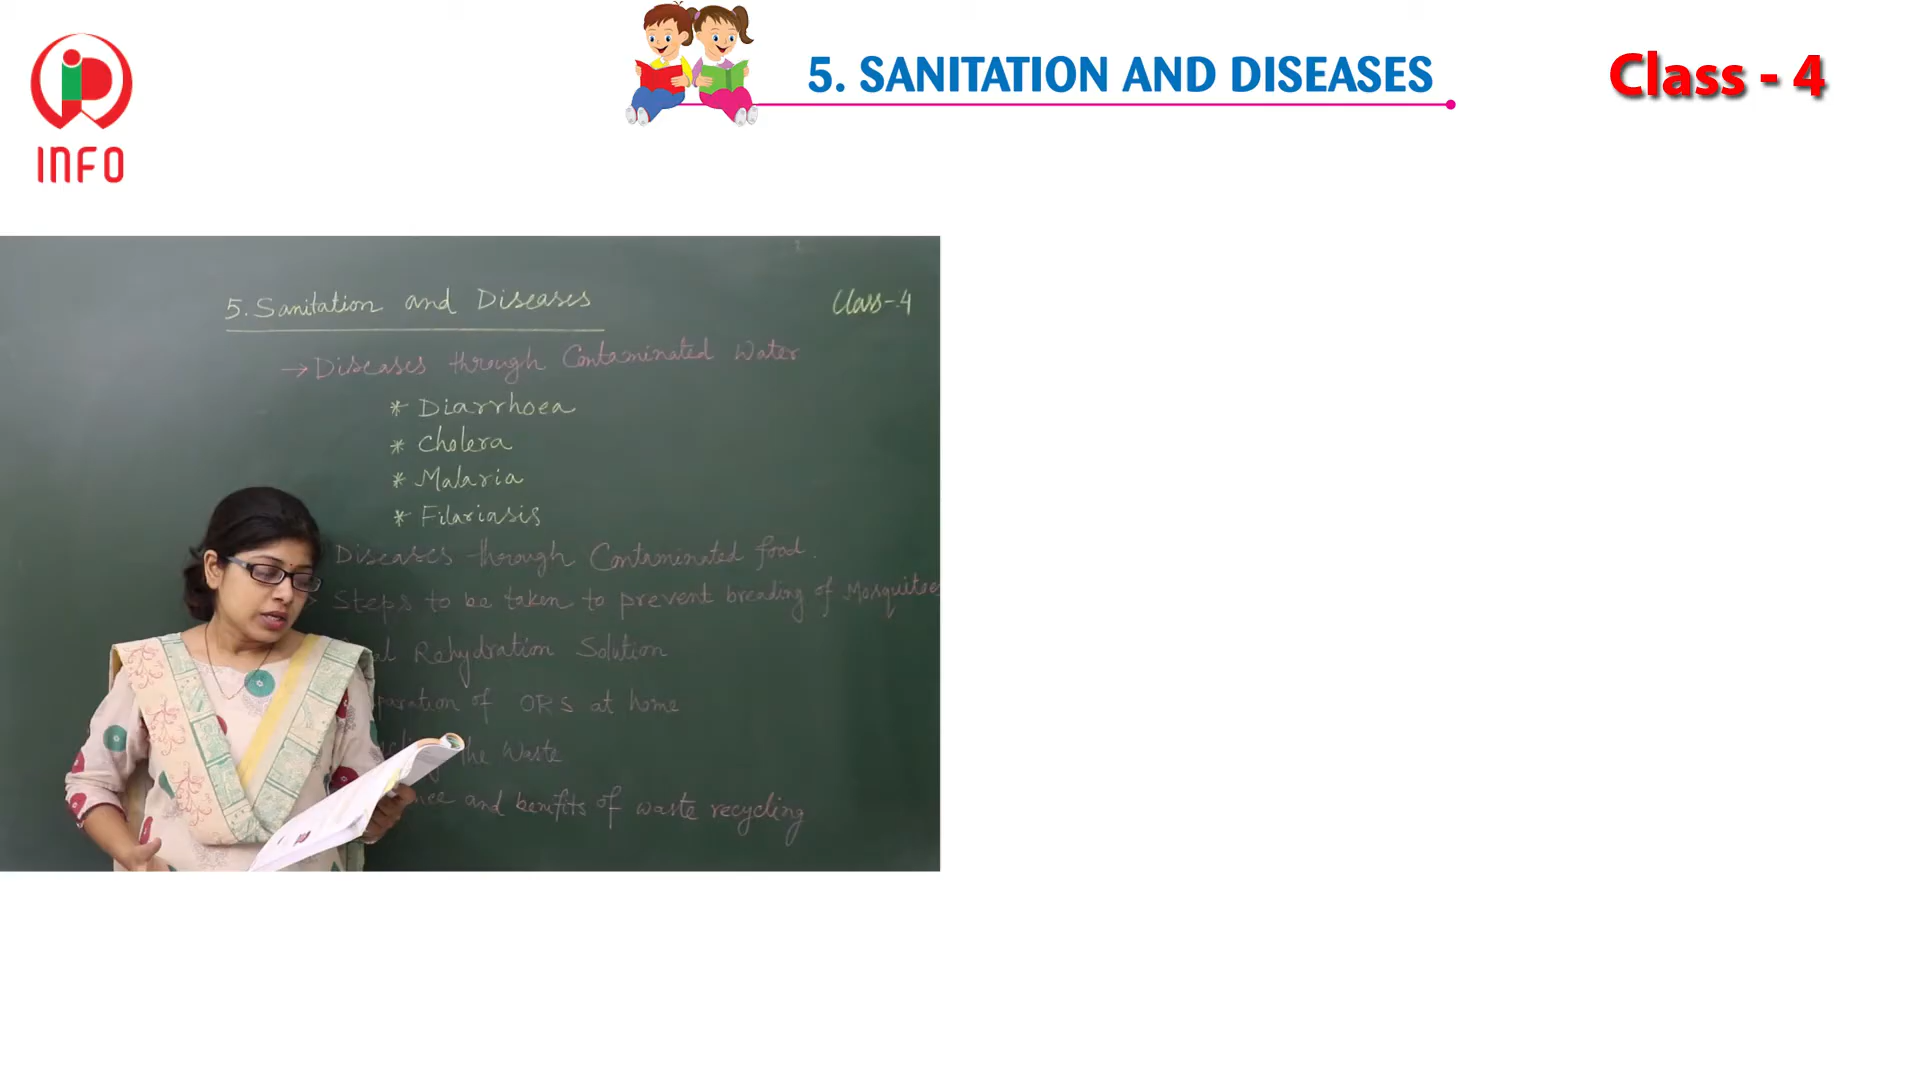 INFO
5. SANITATION AND DISEASES
Class - 4
5. Sanitation and Diseases
Class-4
→ Diseases through Contaminated Water
* Diarrhoea
* Cholera
* Malaria
* Filariasis
Diseases through Contaminated food.
Steps to be taken to prevent breading of Mosquitoes
Rehydration Solution
of ORS at home
the Waste
and benifits of waste recycling